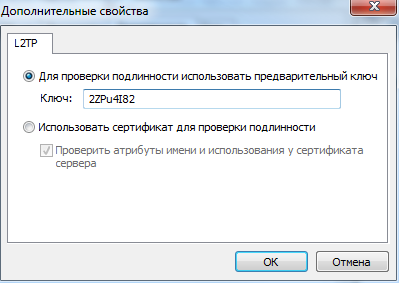 Дополнительные свойства
L2TP
Для проверки подлинности использовать предварительный ключ
Ключ: 2ZPu4I82
Использовать сертификат для проверки подлинности
Проверить атрибуты имени и использования у сертификата
сервера
OK Отмена